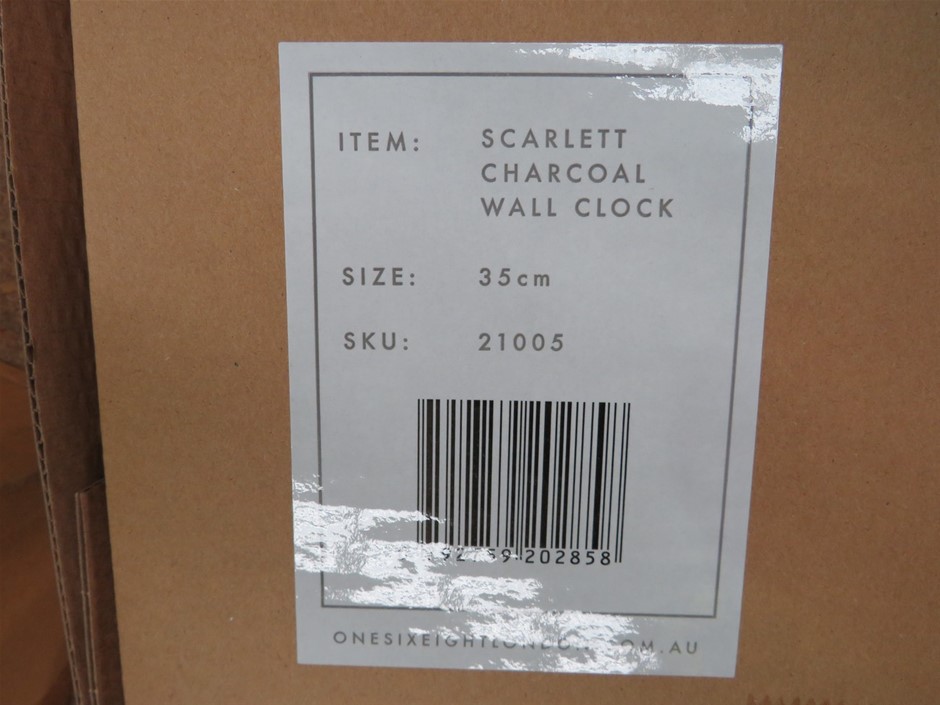 ITEM: SCARLETT
CHARCOAL
WALL CLOCK
SIZE: 35cm
SKU: 21005
202858